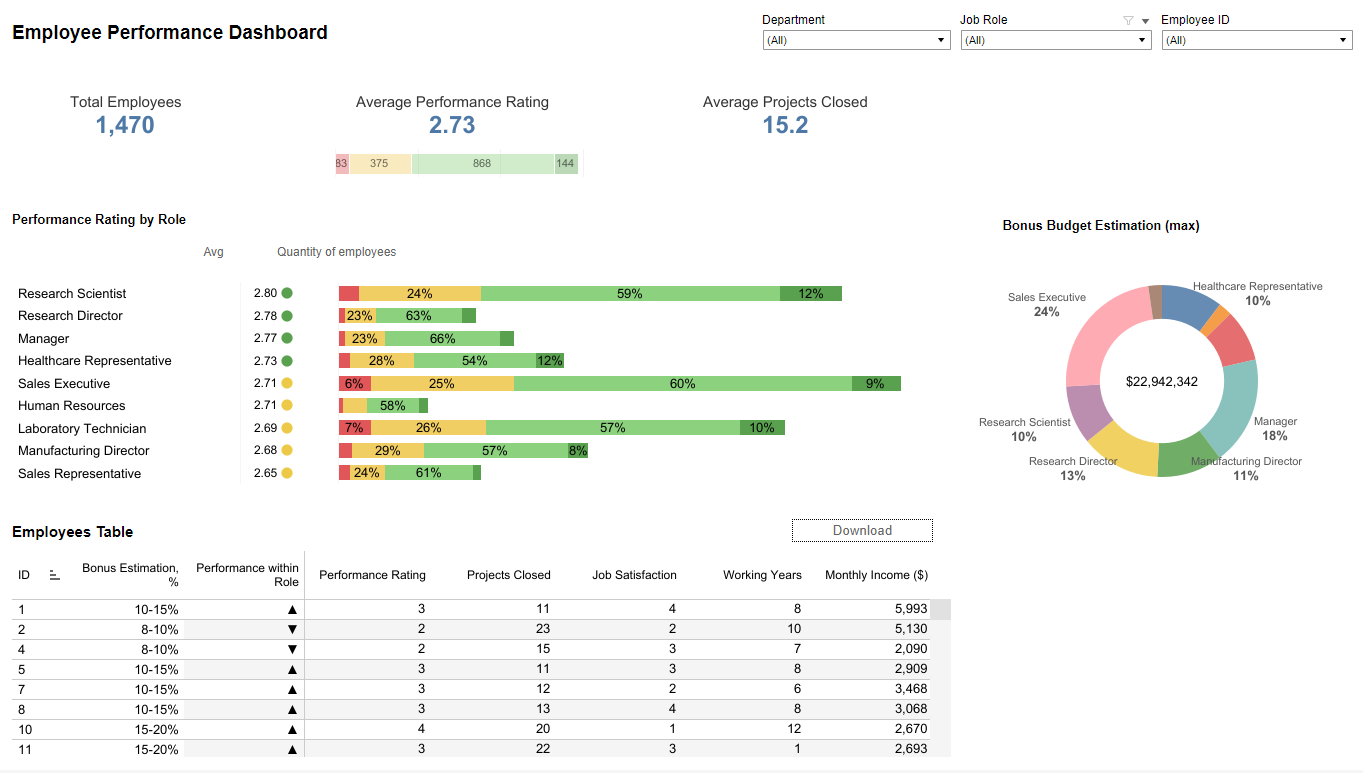 Employee Performance Dashboard
Department
Job Role
Employee ID
(All)
(All)
(All)
Total Employees
1,470
Average Performance Rating
2.73
83 375 868 144
Average Projects Closed
15.2
Performance Rating by Role
Avg Quantity of employees
Research Scientist 2.80 24% 59% 12%
Research Director 2.78 23% 63%
Manager 2.77 23% 66%
Healthcare Representative 2.73 28% 54% 12%
Sales Executive 2.71 6% 25% 60% 9%
Human Resources 2.71 58%
Laboratory Technician 2.69 7% 26% 57% 10%
Manufacturing Director 2.68 29% 57% 8%
Sales Representative 2.65 24% 61%
Bonus Budget Estimation (max)
Healthcare Representative
10%
Sales Executive
24%
$22,942,342
Manager
18%
Research Scientist
10%
Research Director
13%
Manufacturing Director
11%
Employees Table
Download
ID Bonus Estimation, % Performance within Role Performance Rating Projects Closed Job Satisfaction Working Years Monthly Income ($)
1 10-15% ▲ 3 11 4 8 5,993
2 8-10% ▼ 2 23 2 10 5,130
4 8-10% ▼ 2 15 3 7 2,090
5 10-15% ▲ 3 11 3 8 2,909
7 10-15% ▲ 3 12 2 6 3,468
8 10-15% ▲ 3 13 4 8 3,068
10 15-20% ▲ 4 20 1 12 2,670
11 15-20% ▲ 3 22 3 1 2,693